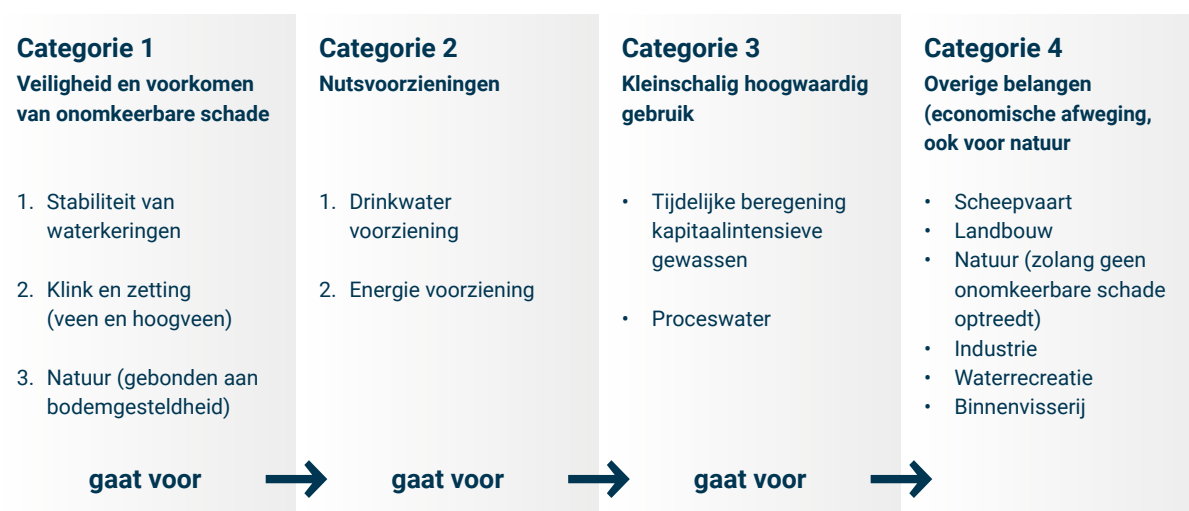 Categorie 1
Veiligheid en voorkomen
van onomkeerbare schade
1. Stabiliteit van
waterkeringen
2. Klink en zetting
(veen en hoogveen)
3. Natuur (gebonden aan
bodemgesteldheid)
gaat voor
Categorie 2
Nutsvoorzieningen
1. Drinkwater
voorziening
2. Energie voorziening
gaat voor
Categorie 3
Kleinschalig hoogwaardig
gebruik
• Tijdelijke beregening
kapitaalintensieve
gewassen
• Proceswater
gaat voor
Categorie 4
Overige belangen
(economische afweging,
ook voor natuur
• Scheepvaart
• Landbouw
• Natuur (zolang geen
onomkeerbare schade
optreedt)
• Industrie
• Waterrecreatie
• Binnenvisserij